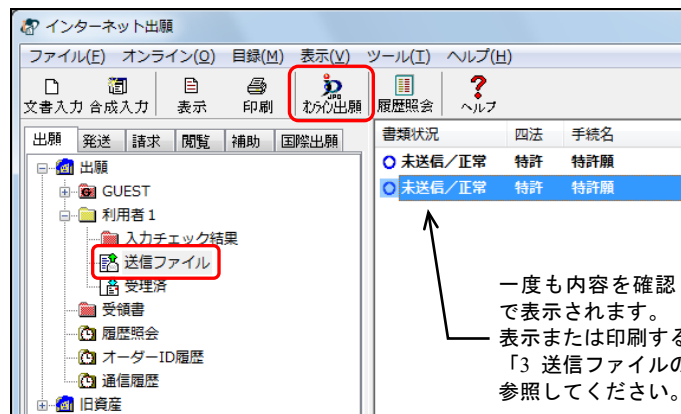 インターネット出願
ファイル(F) オンライン(O) 目録(M) 表示(V) ツール(T) ヘルプ(H)
文書入力 合成入力 表示 印刷 JPO ｵﾝﾗｲﾝ出願 履歴照会 ヘルプ
出願 発送 請求 閲覧 補助 国際出願
書類状況 四法 手続名
未送信／正常 特許 特許願
未送信／正常 特許 特許願
出願
GUEST
利用者１
入力チェック結果
送信ファイル
受理済
受領書
履歴照会
オーダーID履歴
通信履歴
旧資産
一度も内容を確認
で表示されます。
表示または印刷する
「3 送信ファイルの
参照してください。